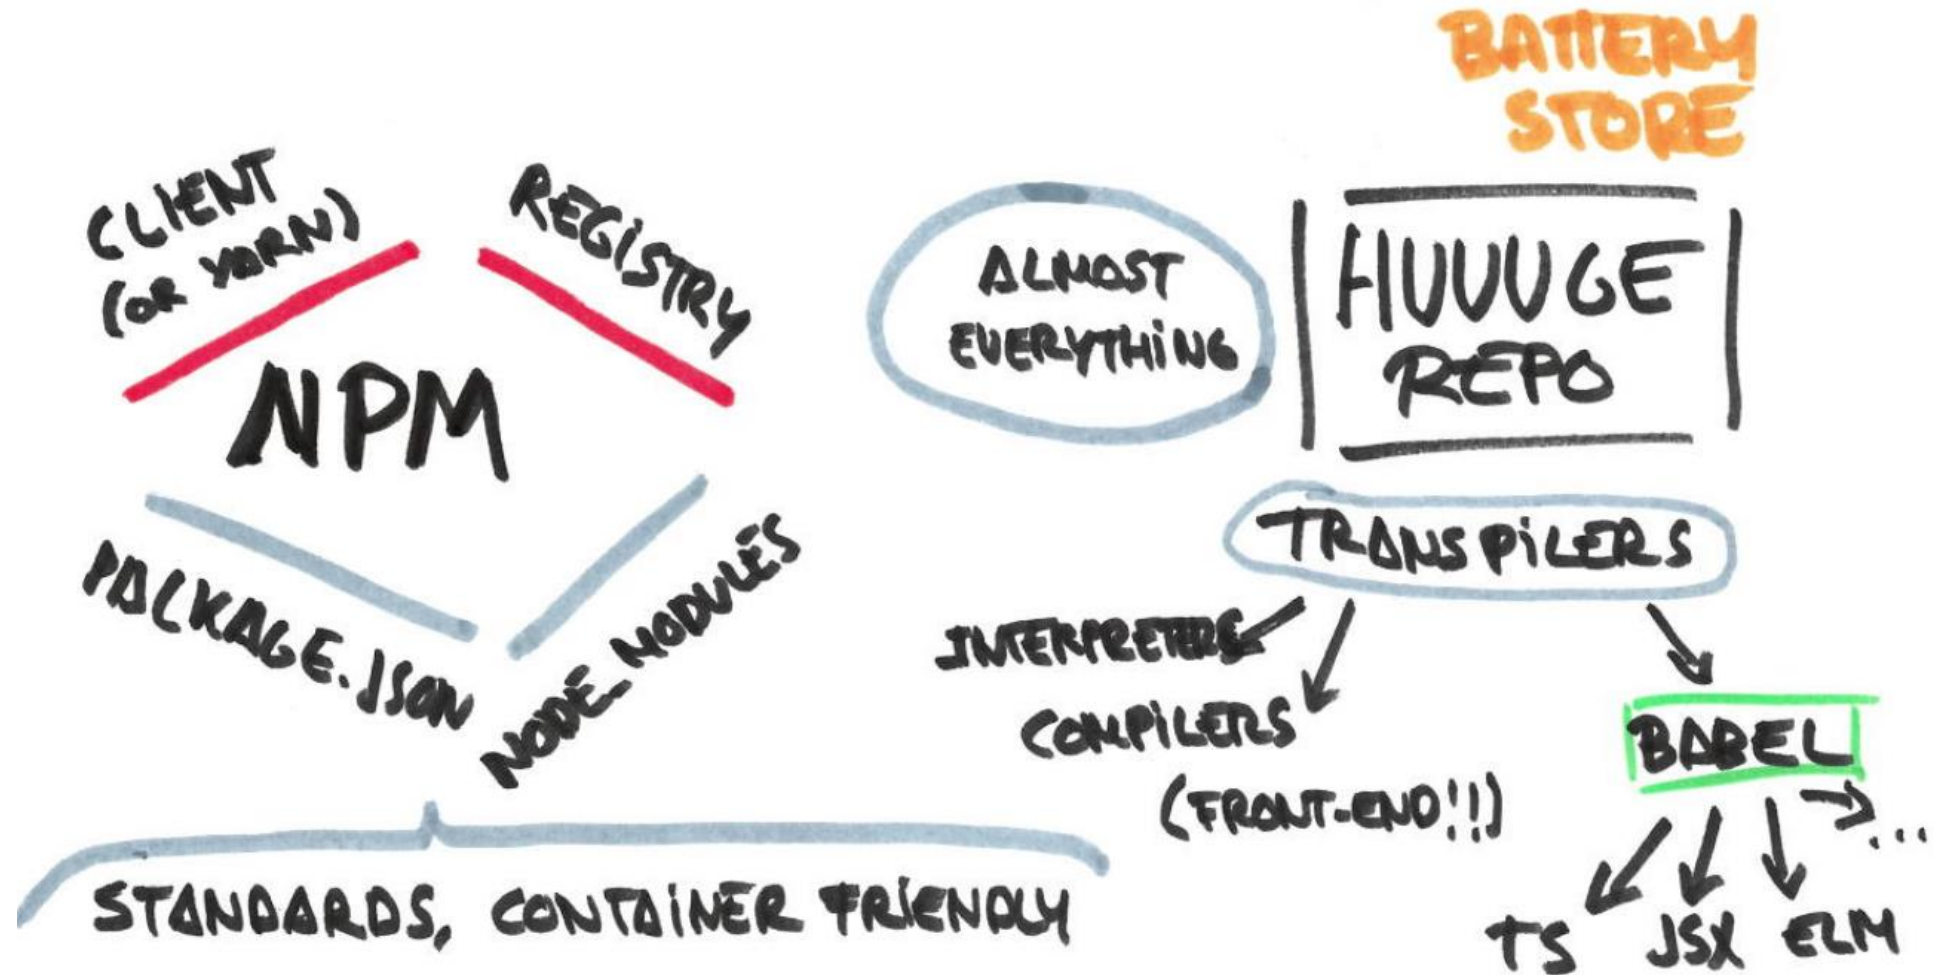 BATTERY
STORE
CLIENT
(OR YARN)
REGISTRY
NPM
PACKAGE.JSON
NODE_MODULES
STANDARDS, CONTAINER FRIENDLY
ALMOST
EVERYTHING
HUUUGE
REPO
TRANSPILERS
INTERPRETERS
COMPILERS
(FRONT-END!!)
BABEL
...
TS JSX ELM